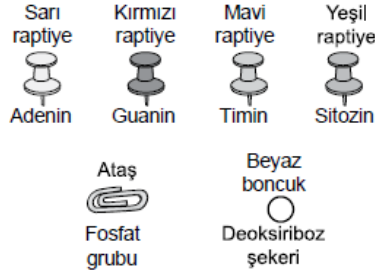 Sarı raptiye
Kırmızı raptiye
Mavi raptiye
Yeşil raptiye
Adenin
Guanin
Timin
Sitozin
Ataş
Beyaz boncuk
Fosfat grubu
Deoksiriboz şekeri